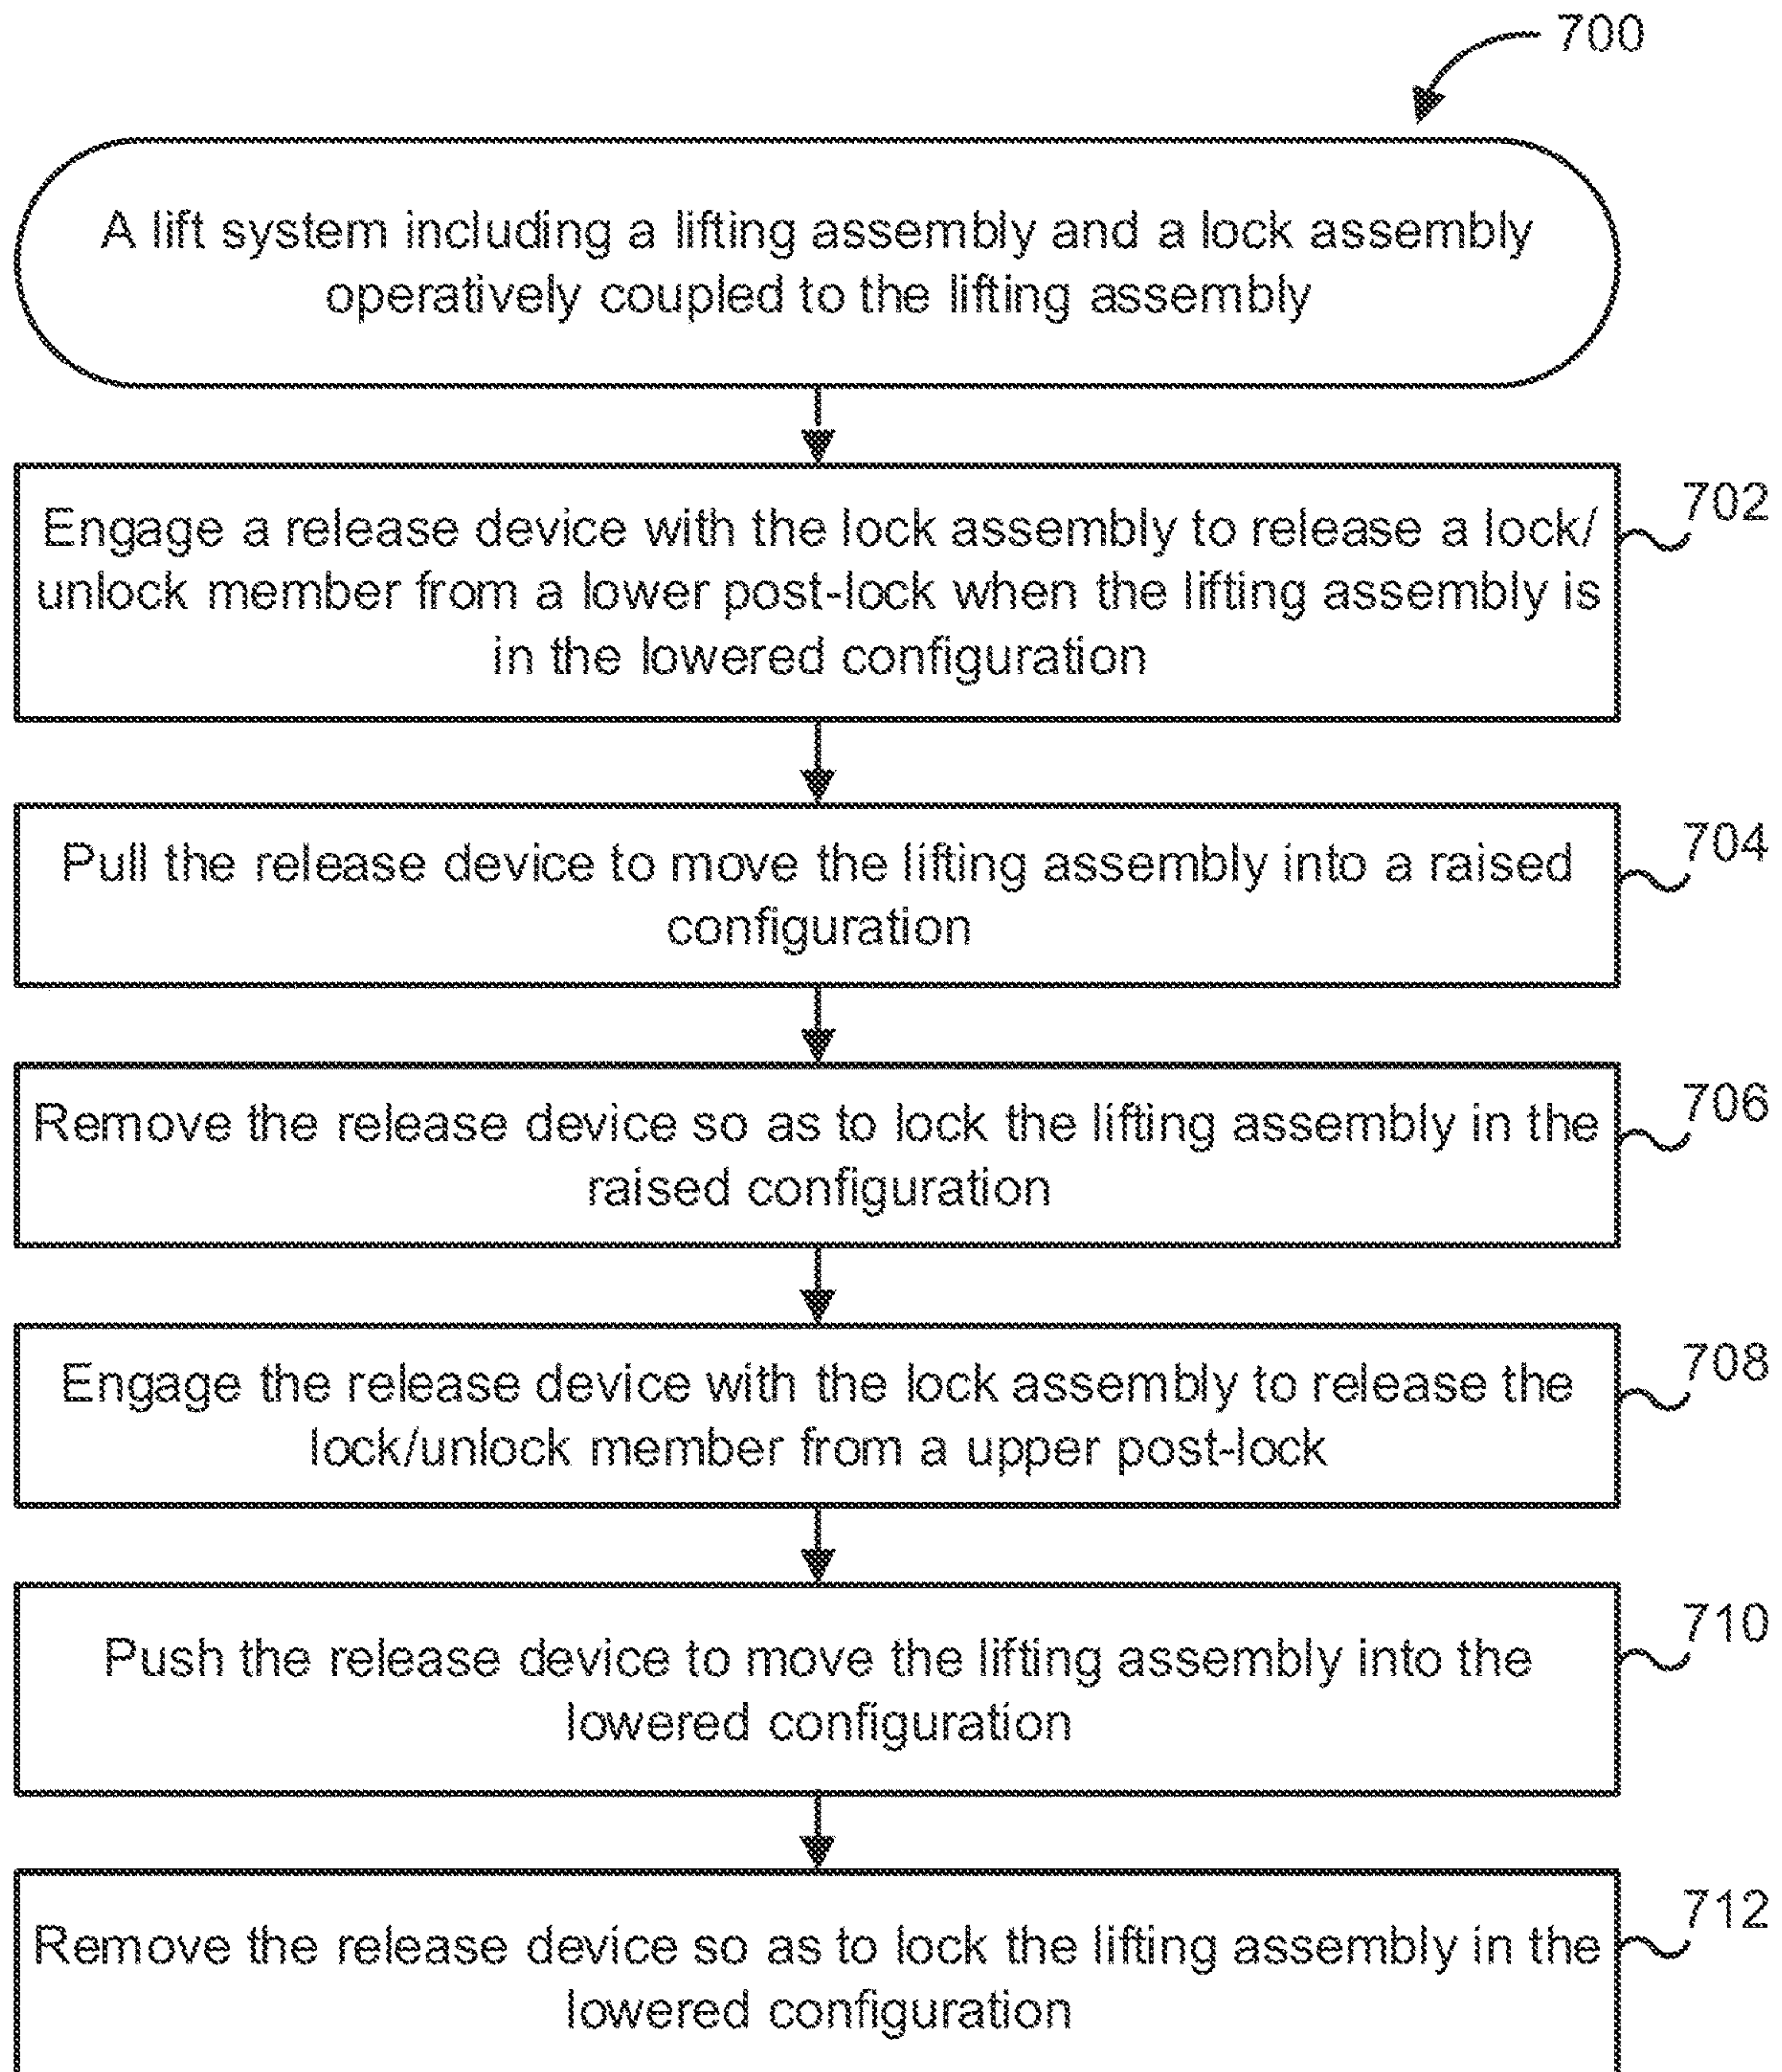 700
A lift system including a lifting assembly and a lock assembly
operatively coupled to the lifting assembly
702
Engage a release device with the lock assembly to release a lock/
unlock member from a lower post-lock when the lifting assembly is
in the lowered configuration
704
Pull the release device to move the lifting assembly into a raised
configuration
706
Remove the release device so as to lock the lifting assembly in the
raised configuration
708
Engage the release device with the lock assembly to release the
lock/unlock member from a upper post-lock
710
Push the release device to move the lifting assembly into the
lowered configuration
712
Remove the release device so as to lock the lifting assembly in the
lowered configuration